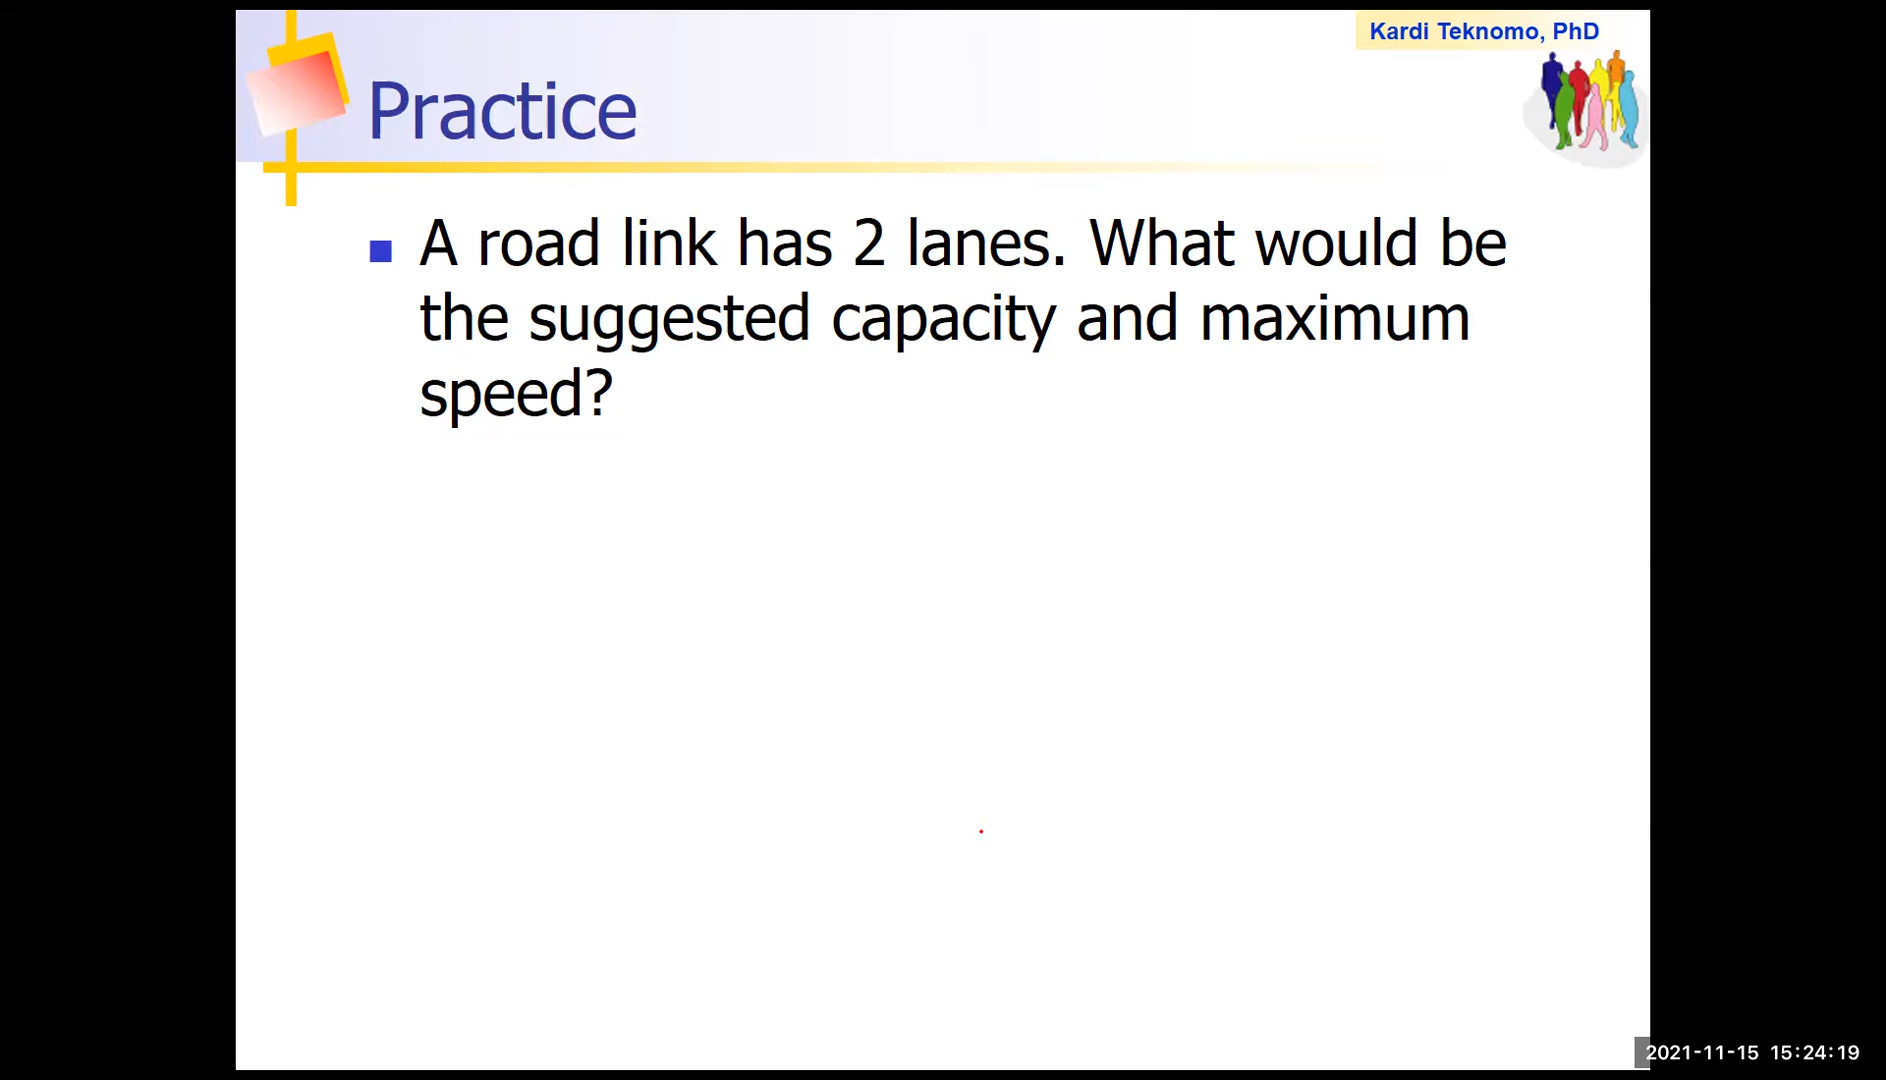 Kardi Teknomo, PhD
Practice
A road link has 2 lanes. What would be
the suggested capacity and maximum
speed?
2021-11-15 15:24:19